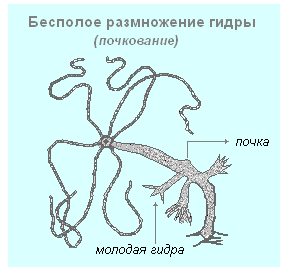 Бесполое размножение гидры
(почкование)
почка
молодая гидра